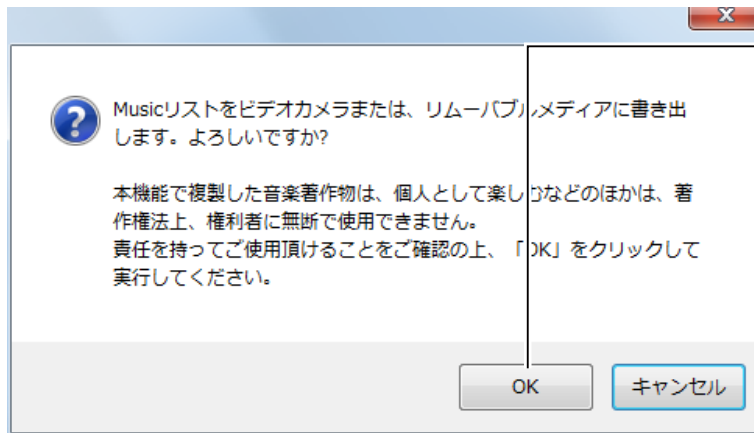 Musicリストをビデオカメラまたは、リムーバブルメディアに書き出
します。よろしいですか?
本機能で複製した音楽著作物は、個人として楽しむなどのほかは、著
作権法上、権利者に無断で使用できません。
責任を持ってご使用頂けることをご確認の上、「OK」をクリックして
実行してください。
OK キャンセル